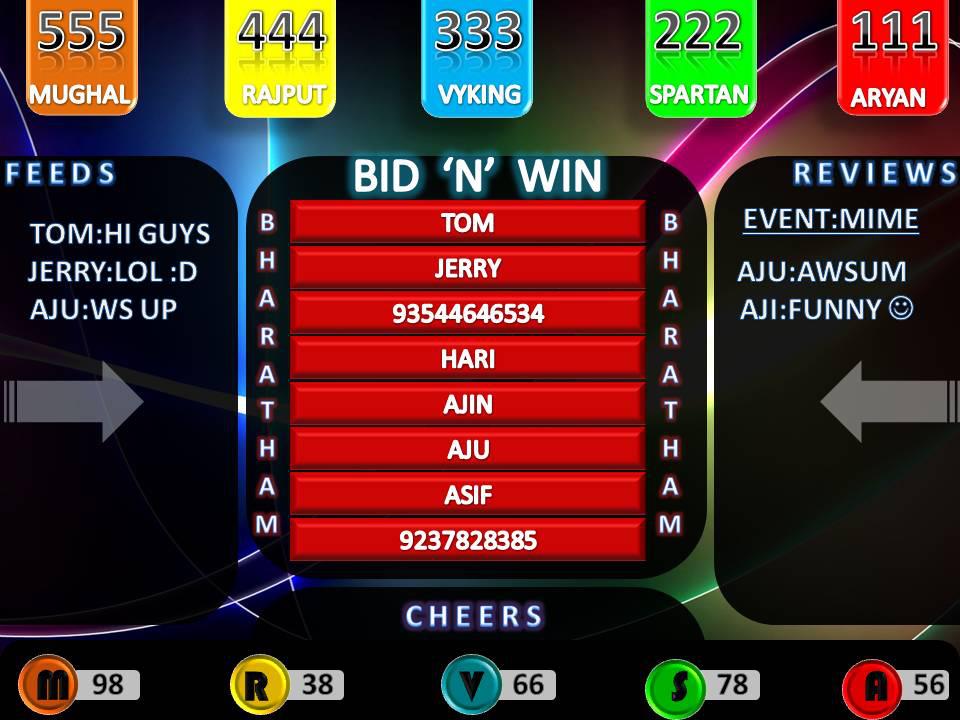 555 444 333 222 111
MUGHAL RAJPUT VYKING SPARTAN ARYAN
FEEDS
TOM:HI GUYS
JERRY:LOL :D
AJU:WS UP
BID ‘N’ WIN
BHARATHAM
TOM
JERRY
93544646534
HARI
AJIN
AJU
ASIF
9237828385
BHARATHAM
REVIEWS
EVENT:MIME
AJU:AWSUM
AJI:FUNNY ☺
CHEERS
M 98 R 38 V 66 S 78 A 56